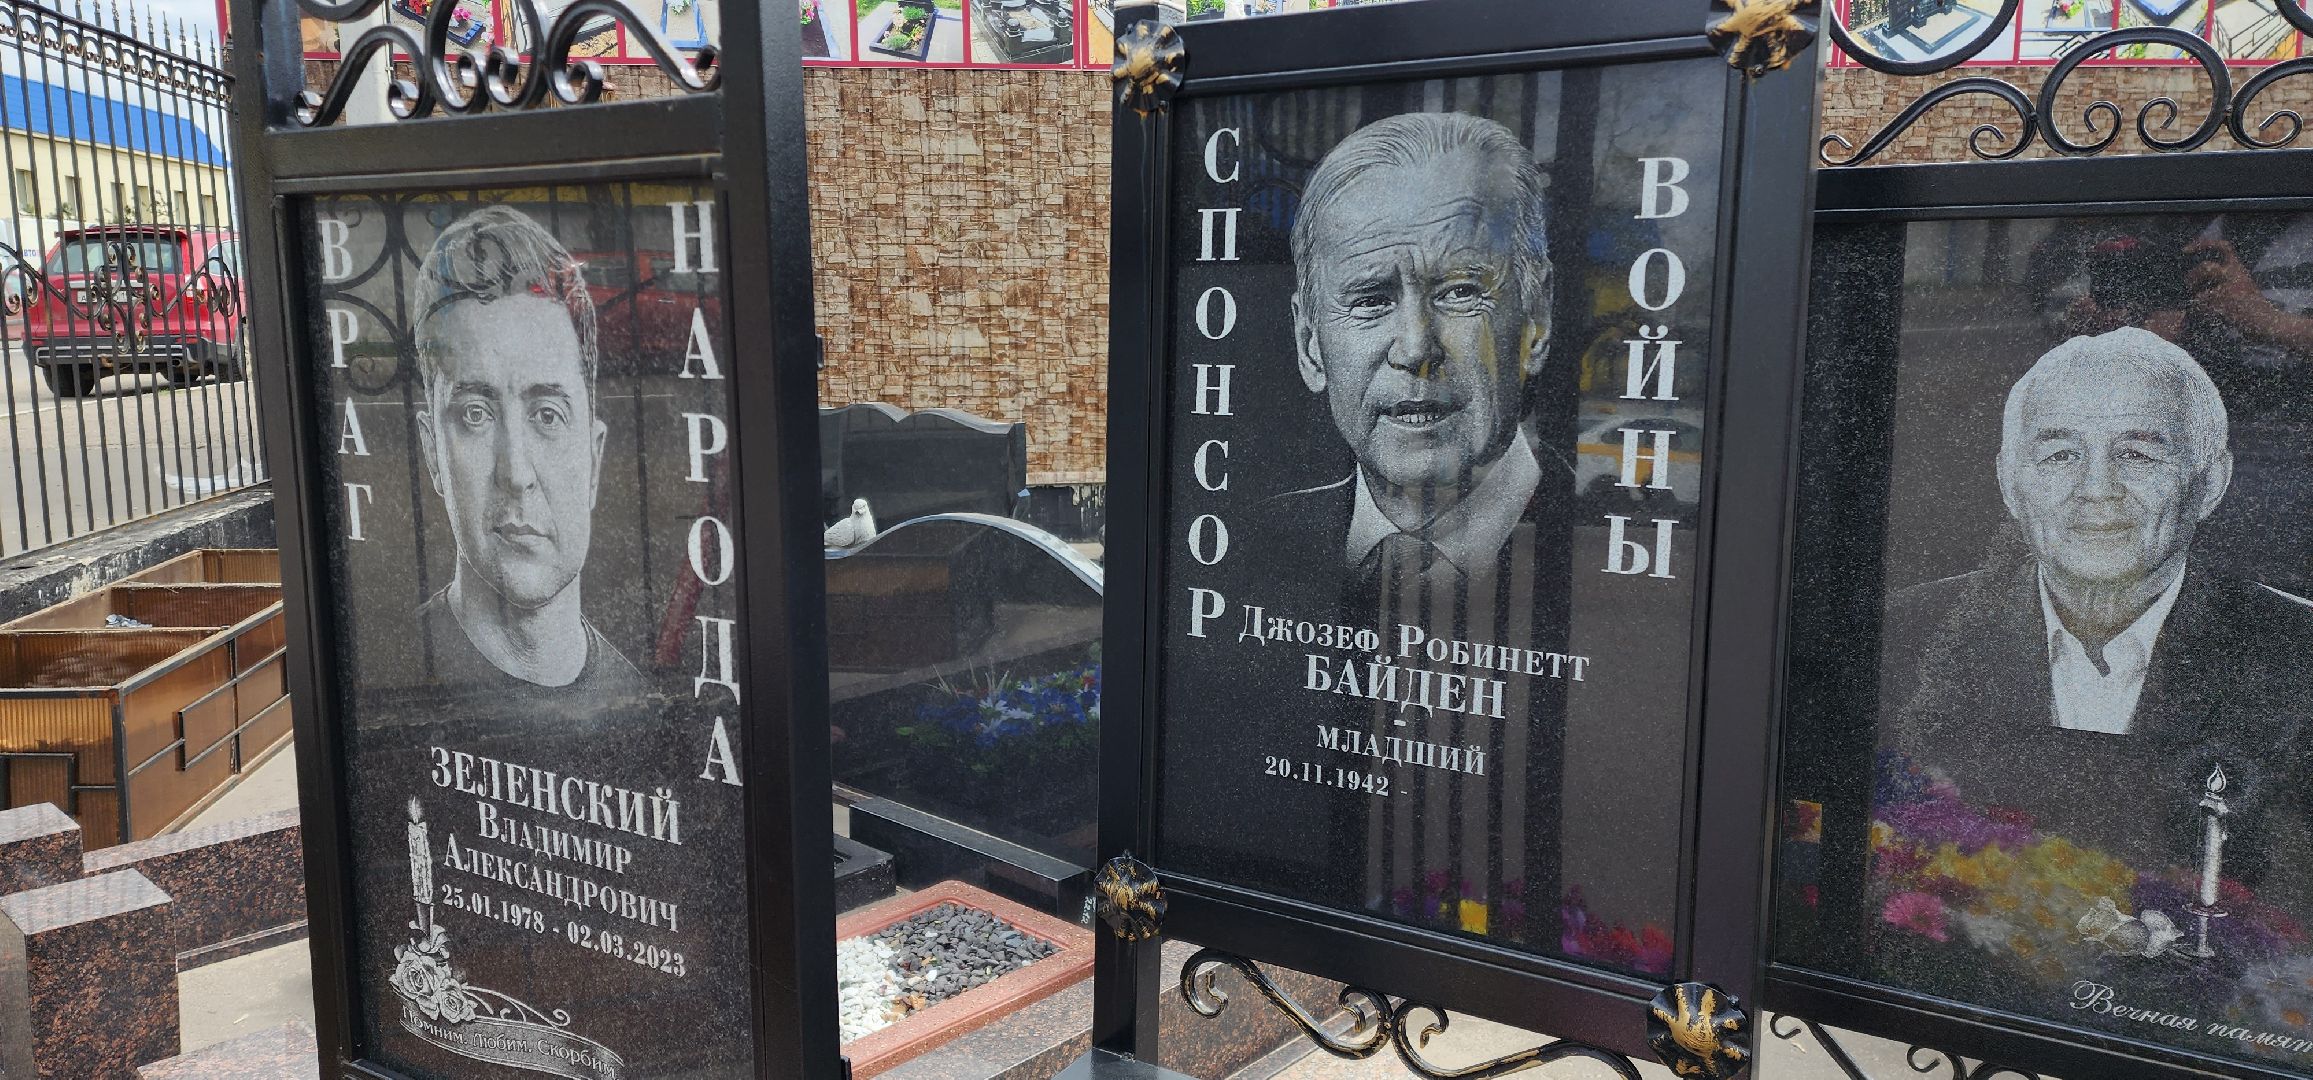 ВРАГ
НАРОДА
ЗЕЛЕНСКИЙ
Владимир
Александрович
25.01.1978 - 02.03.2023
Помним. Любим. Скорбим
СПОНСОР
ВОЙНЫ
Джозеф Робинетт
БАЙДЕН
-
младший
20.11.1942 -
Вечная